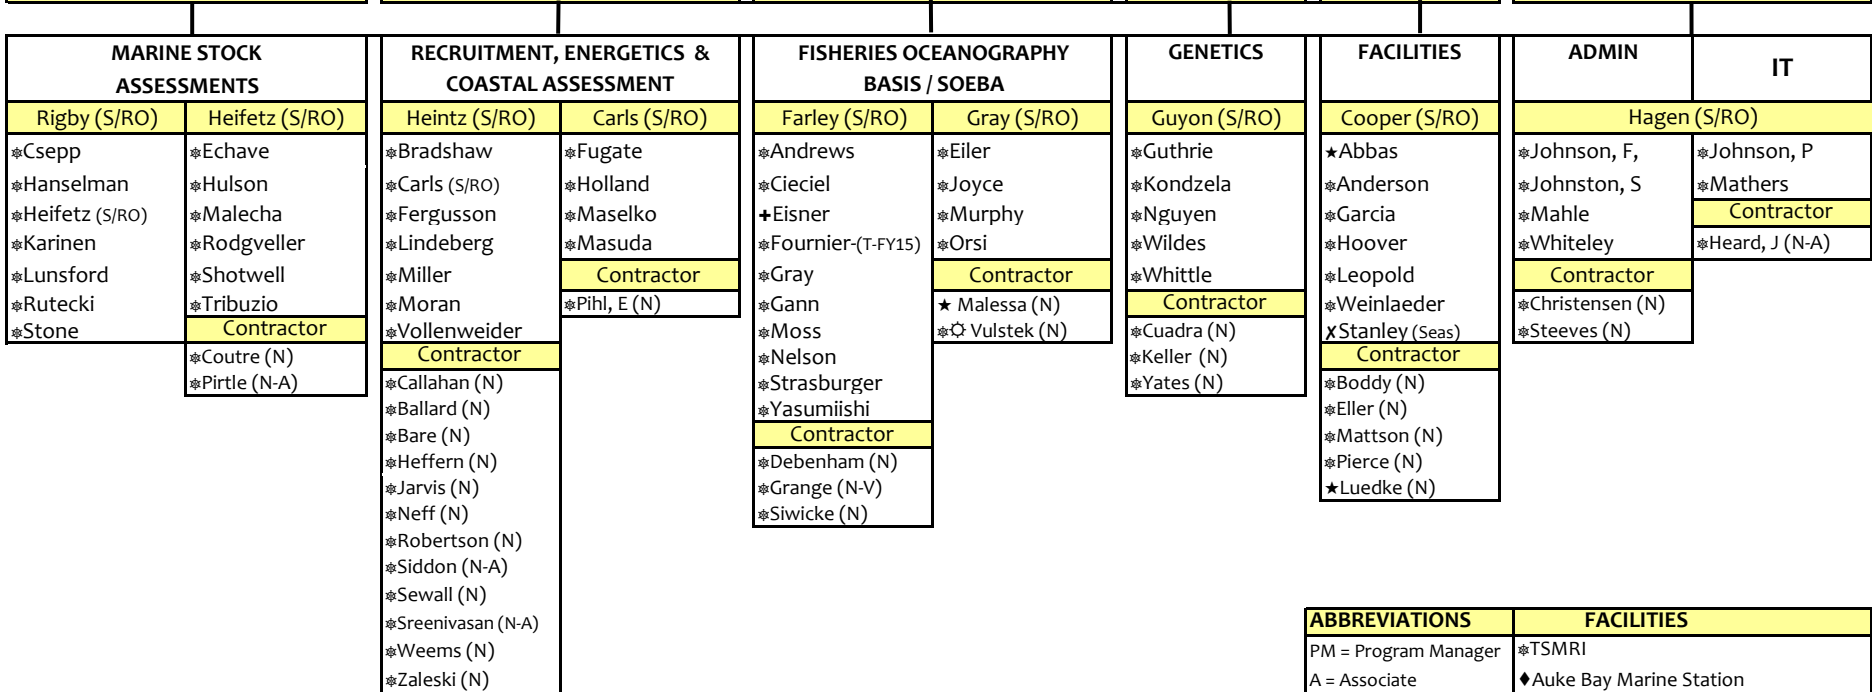 MARINE STOCK
ASSESSMENTS
Rigby (S/RO)
❄Csepp
❄Hanselman
❄Heifetz (S/RO)
❄Karinen
❄Lunsford
❄Rutecki
❄Stone
Heifetz (S/RO)
❄Echave
❄Hulson
❄Malecha
❄Rodgveller
❄Shotwell
❄Tribuzio
Contractor
❄Coutre (N)
❄Pirtle (N-A)
RECRUITMENT, ENERGETICS &
COASTAL ASSESSMENT
Heintz (S/RO)
❄Bradshaw
❄Carls (S/RO)
❄Fergusson
❄Lindeberg
❄Miller
❄Moran
❄Vollenweider
Contractor
❄Callahan (N)
❄Ballard (N)
❄Bare (N)
❄Heffern (N)
❄Jarvis (N)
❄Neff (N)
❄Robertson (N)
❄Siddon (N-A)
❄Sewall (N)
❄Sreenivasan (N-A)
❄Weems (N)
❄Zaleski (N)
Carls (S/RO)
❄Fugate
❄Holland
❄Maselko
❄Masuda
Contractor
❄Pihl, E (N)
FISHERIES OCEANOGRAPHY
BASIS / SOEBA
Farley (S/RO)
❄Andrews
❄Cieciel
✚Eisner
❄Fournier-(T-FY15)
❄Gray
❄Gann
❄Moss
❄Nelson
❄Strasburger
❄Yasumiishi
Contractor
❄Debenham (N)
❄Grange (N-V)
❄Siwicke (N)
Gray (S/RO)
❄Eiler
❄Joyce
❄Murphy
❄Orsi
Contractor
★ Malessa (N)
❄☼ Vulstek (N)
GENETICS
Guyon (S/RO)
❄Guthrie
❄Kondzela
❄Nguyen
❄Wildes
❄Whittle
Contractor
❄Cuadra (N)
❄Keller (N)
❄Yates (N)
FACILITIES
Cooper (S/RO)
★Abbas
❄Anderson
❄Garcia
❄Hoover
❄Leopold
❄Weinlaeder
✗Stanley (Seas)
Contractor
❄Boddy (N)
❄Eller (N)
❄Mattson (N)
❄Pierce (N)
★Luedke (N)
ADMIN
IT
Hagen (S/RO)
❄Johnson, F,
❄Johnston, S
❄Mahle
❄Whiteley
Contractor
❄Christensen (N)
❄Steeves (N)
❄Johnson, P
❄Mathers
Contractor
❄Heard, J (N-A)
ABBREVIATIONS
PM = Program Manager
A = Associate
FACILITIES
❄TSMRI
♦Auke Bay Marine Station